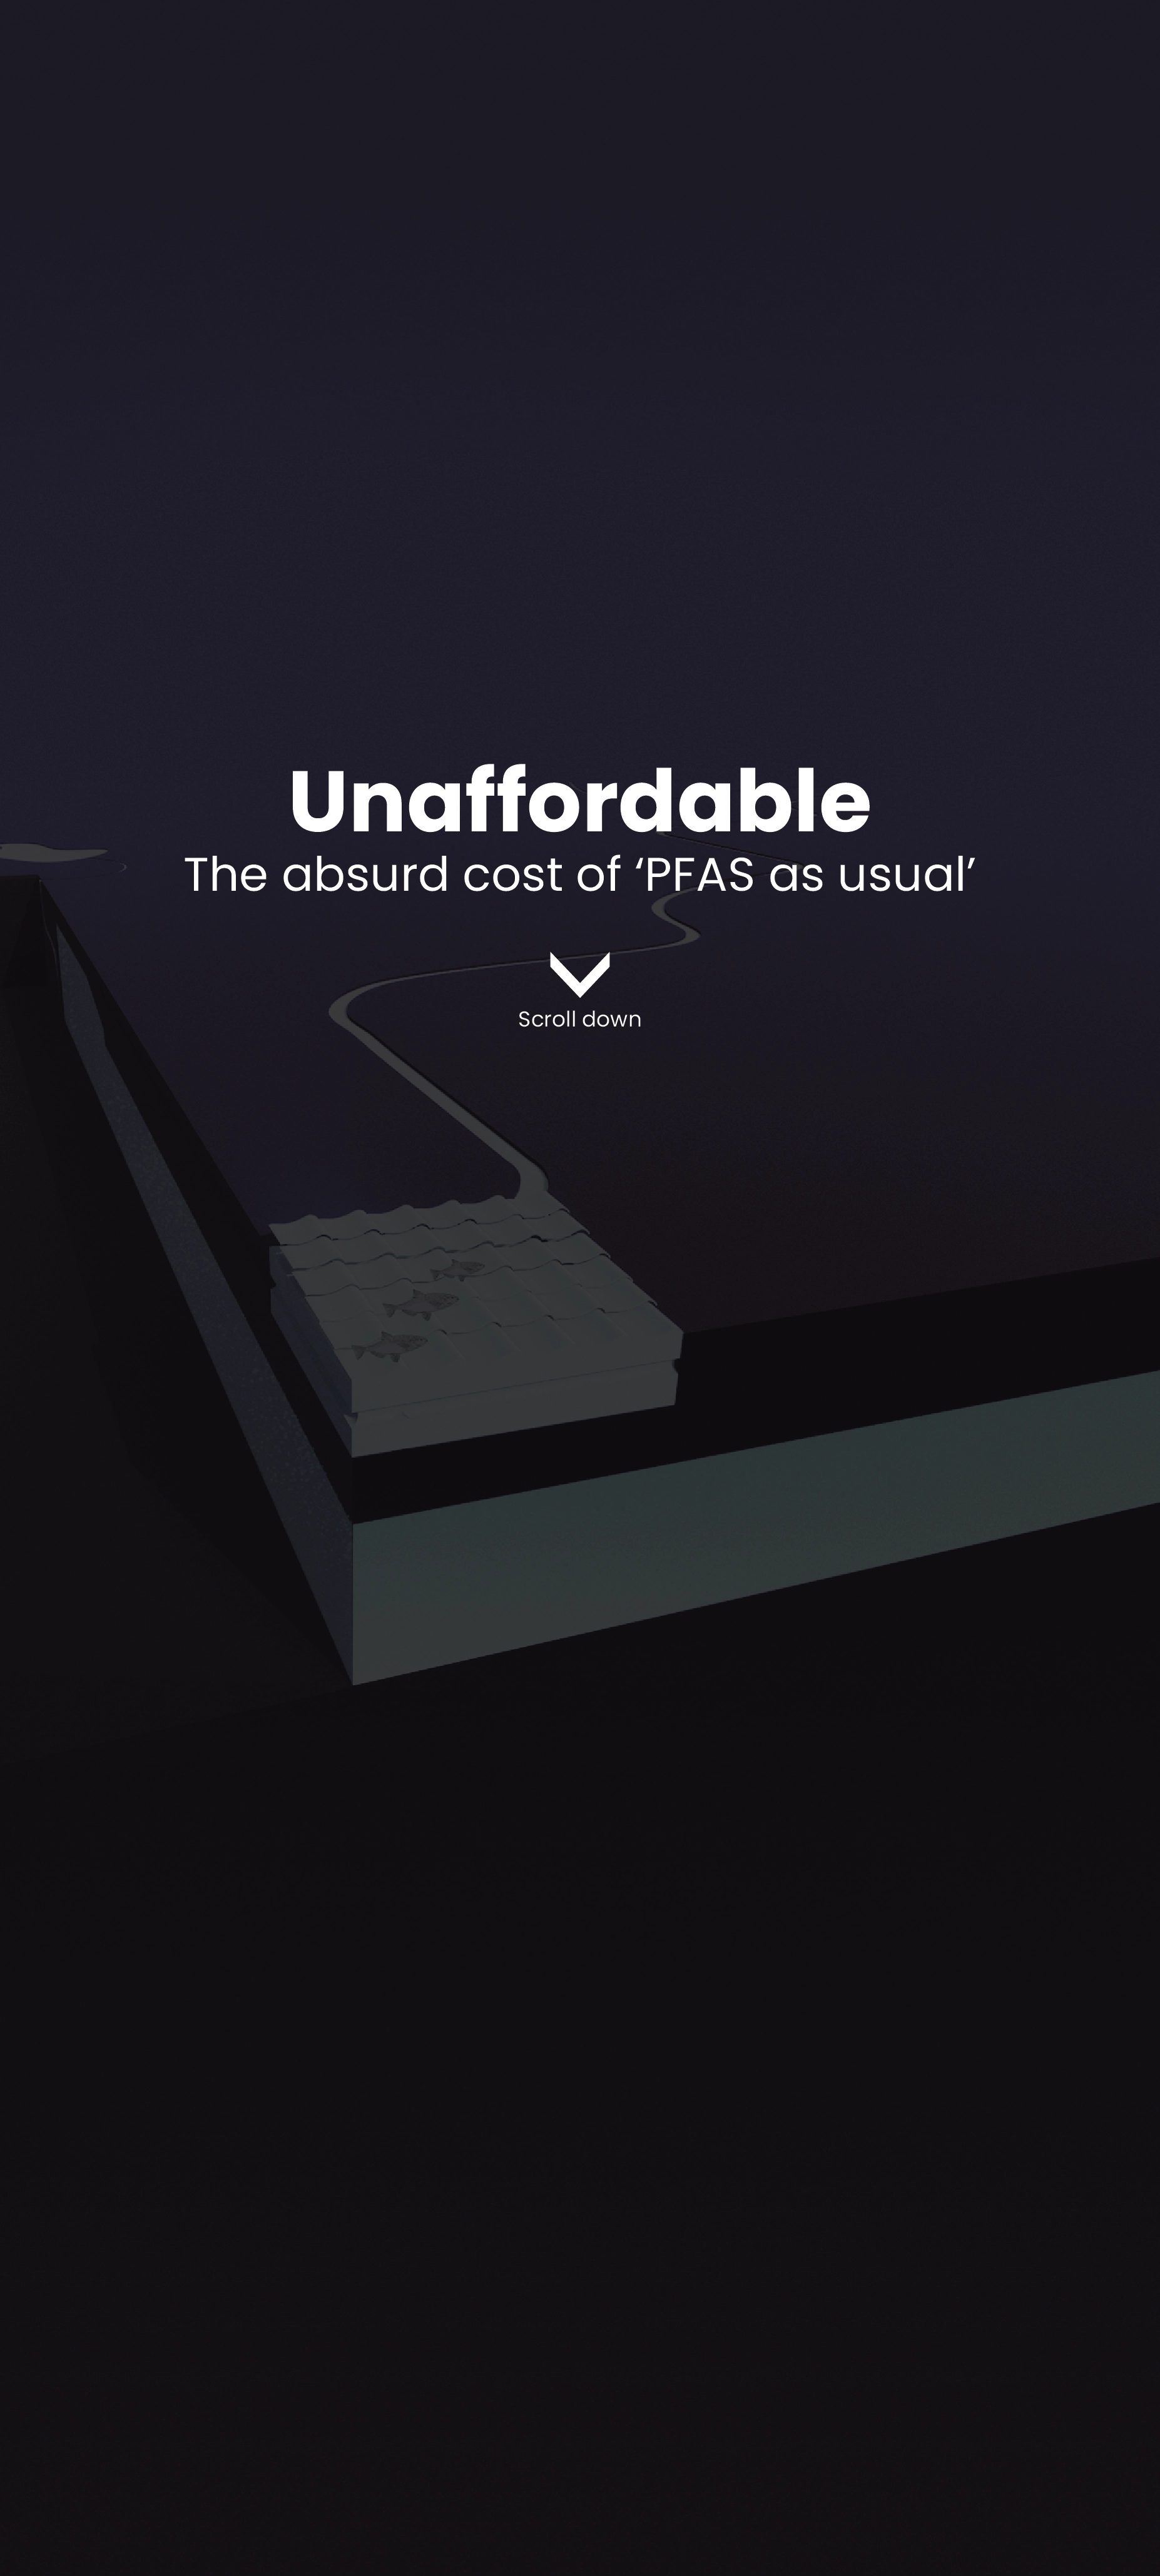 Unaffordable
The absurd cost of ‘PFAS as usual’
Scroll down